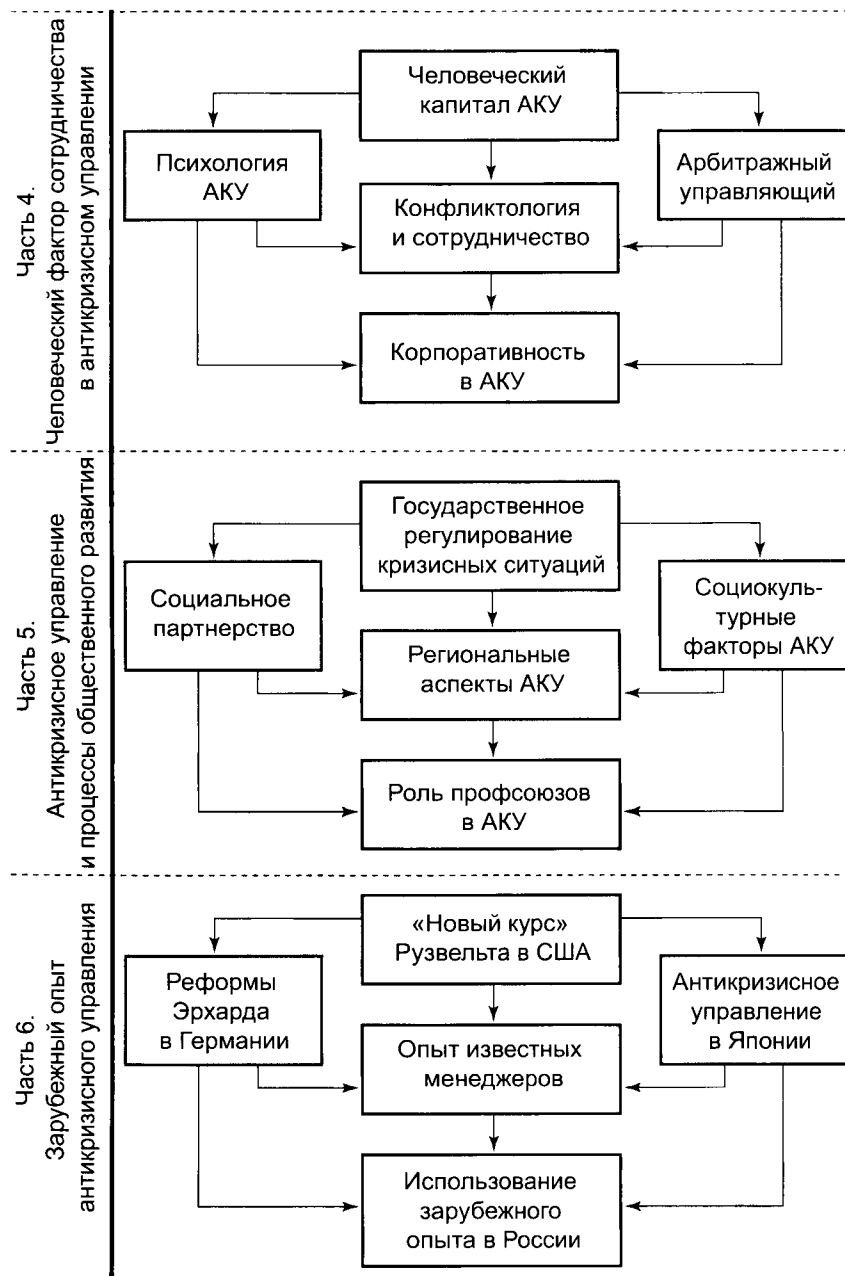 Часть 4.
Человеческий фактор сотрудничества
в антикризисном управлении
Человеческий
капитал АКУ
Психология
АКУ
Арбитражный
управляющий
Конфликтология
и сотрудничество
Корпоративность
в АКУ
Часть 5.
Антикризисное управление
и процессы общественного развития
Государственное
регулирование
кризисных ситуаций
Социальное
партнерство
Социокуль-
турные
факторы АКУ
Региональные
аспекты АКУ
Роль профсоюзов
в АКУ
Часть 6.
Зарубежный опыт
антикризисного управления
«Новый курс»
Рузвельта в США
Реформы
Эрхарда
в Германии
Антикризисное
управление
в Японии
Опыт известных
менеджеров
Использование
зарубежного
опыта в России